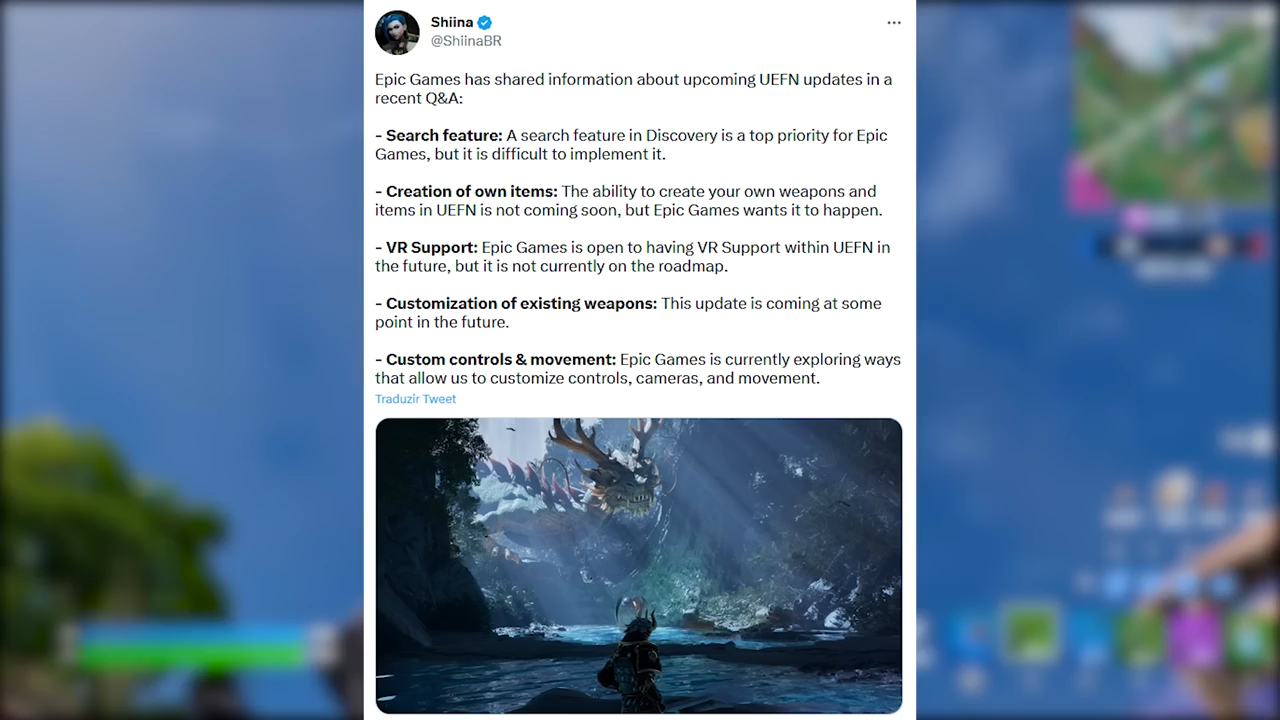 Shiina
@ShiinaBR
Epic Games has shared information about upcoming UEFN updates in a
recent Q&A:
- Search feature: A search feature in Discovery is a top priority for Epic
Games, but it is difficult to implement it.
- Creation of own items: The ability to create your own weapons and
items in UEFN is not coming soon, but Epic Games wants it to happen.
- VR Support: Epic Games is open to having VR Support within UEFN in
the future, but it is not currently on the roadmap.
- Customization of existing weapons: This update is coming at some
point in the future.
- Custom controls & movement: Epic Games is currently exploring ways
that allow us to customize controls, cameras, and movement.
Traduzir Tweet